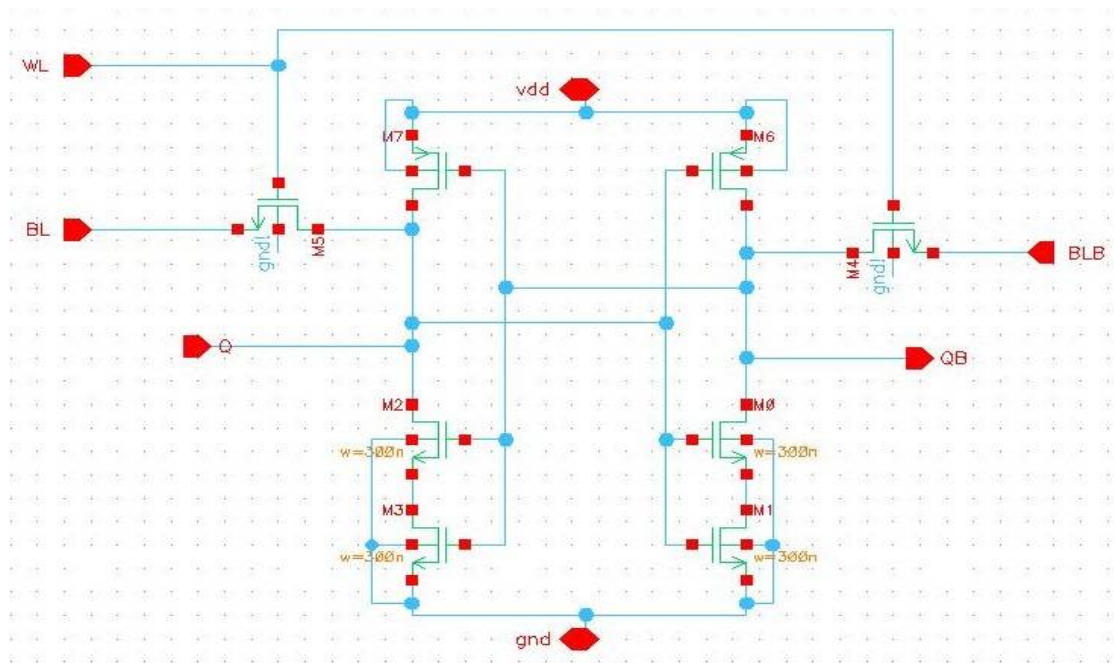 WL
vdd
M7
M6
BL
gnd!
M5
M4
gnd!
BLB
Q
QB
M2
M0
w=300n
w=300n
M3
M1
w=300n
w=300n
gnd